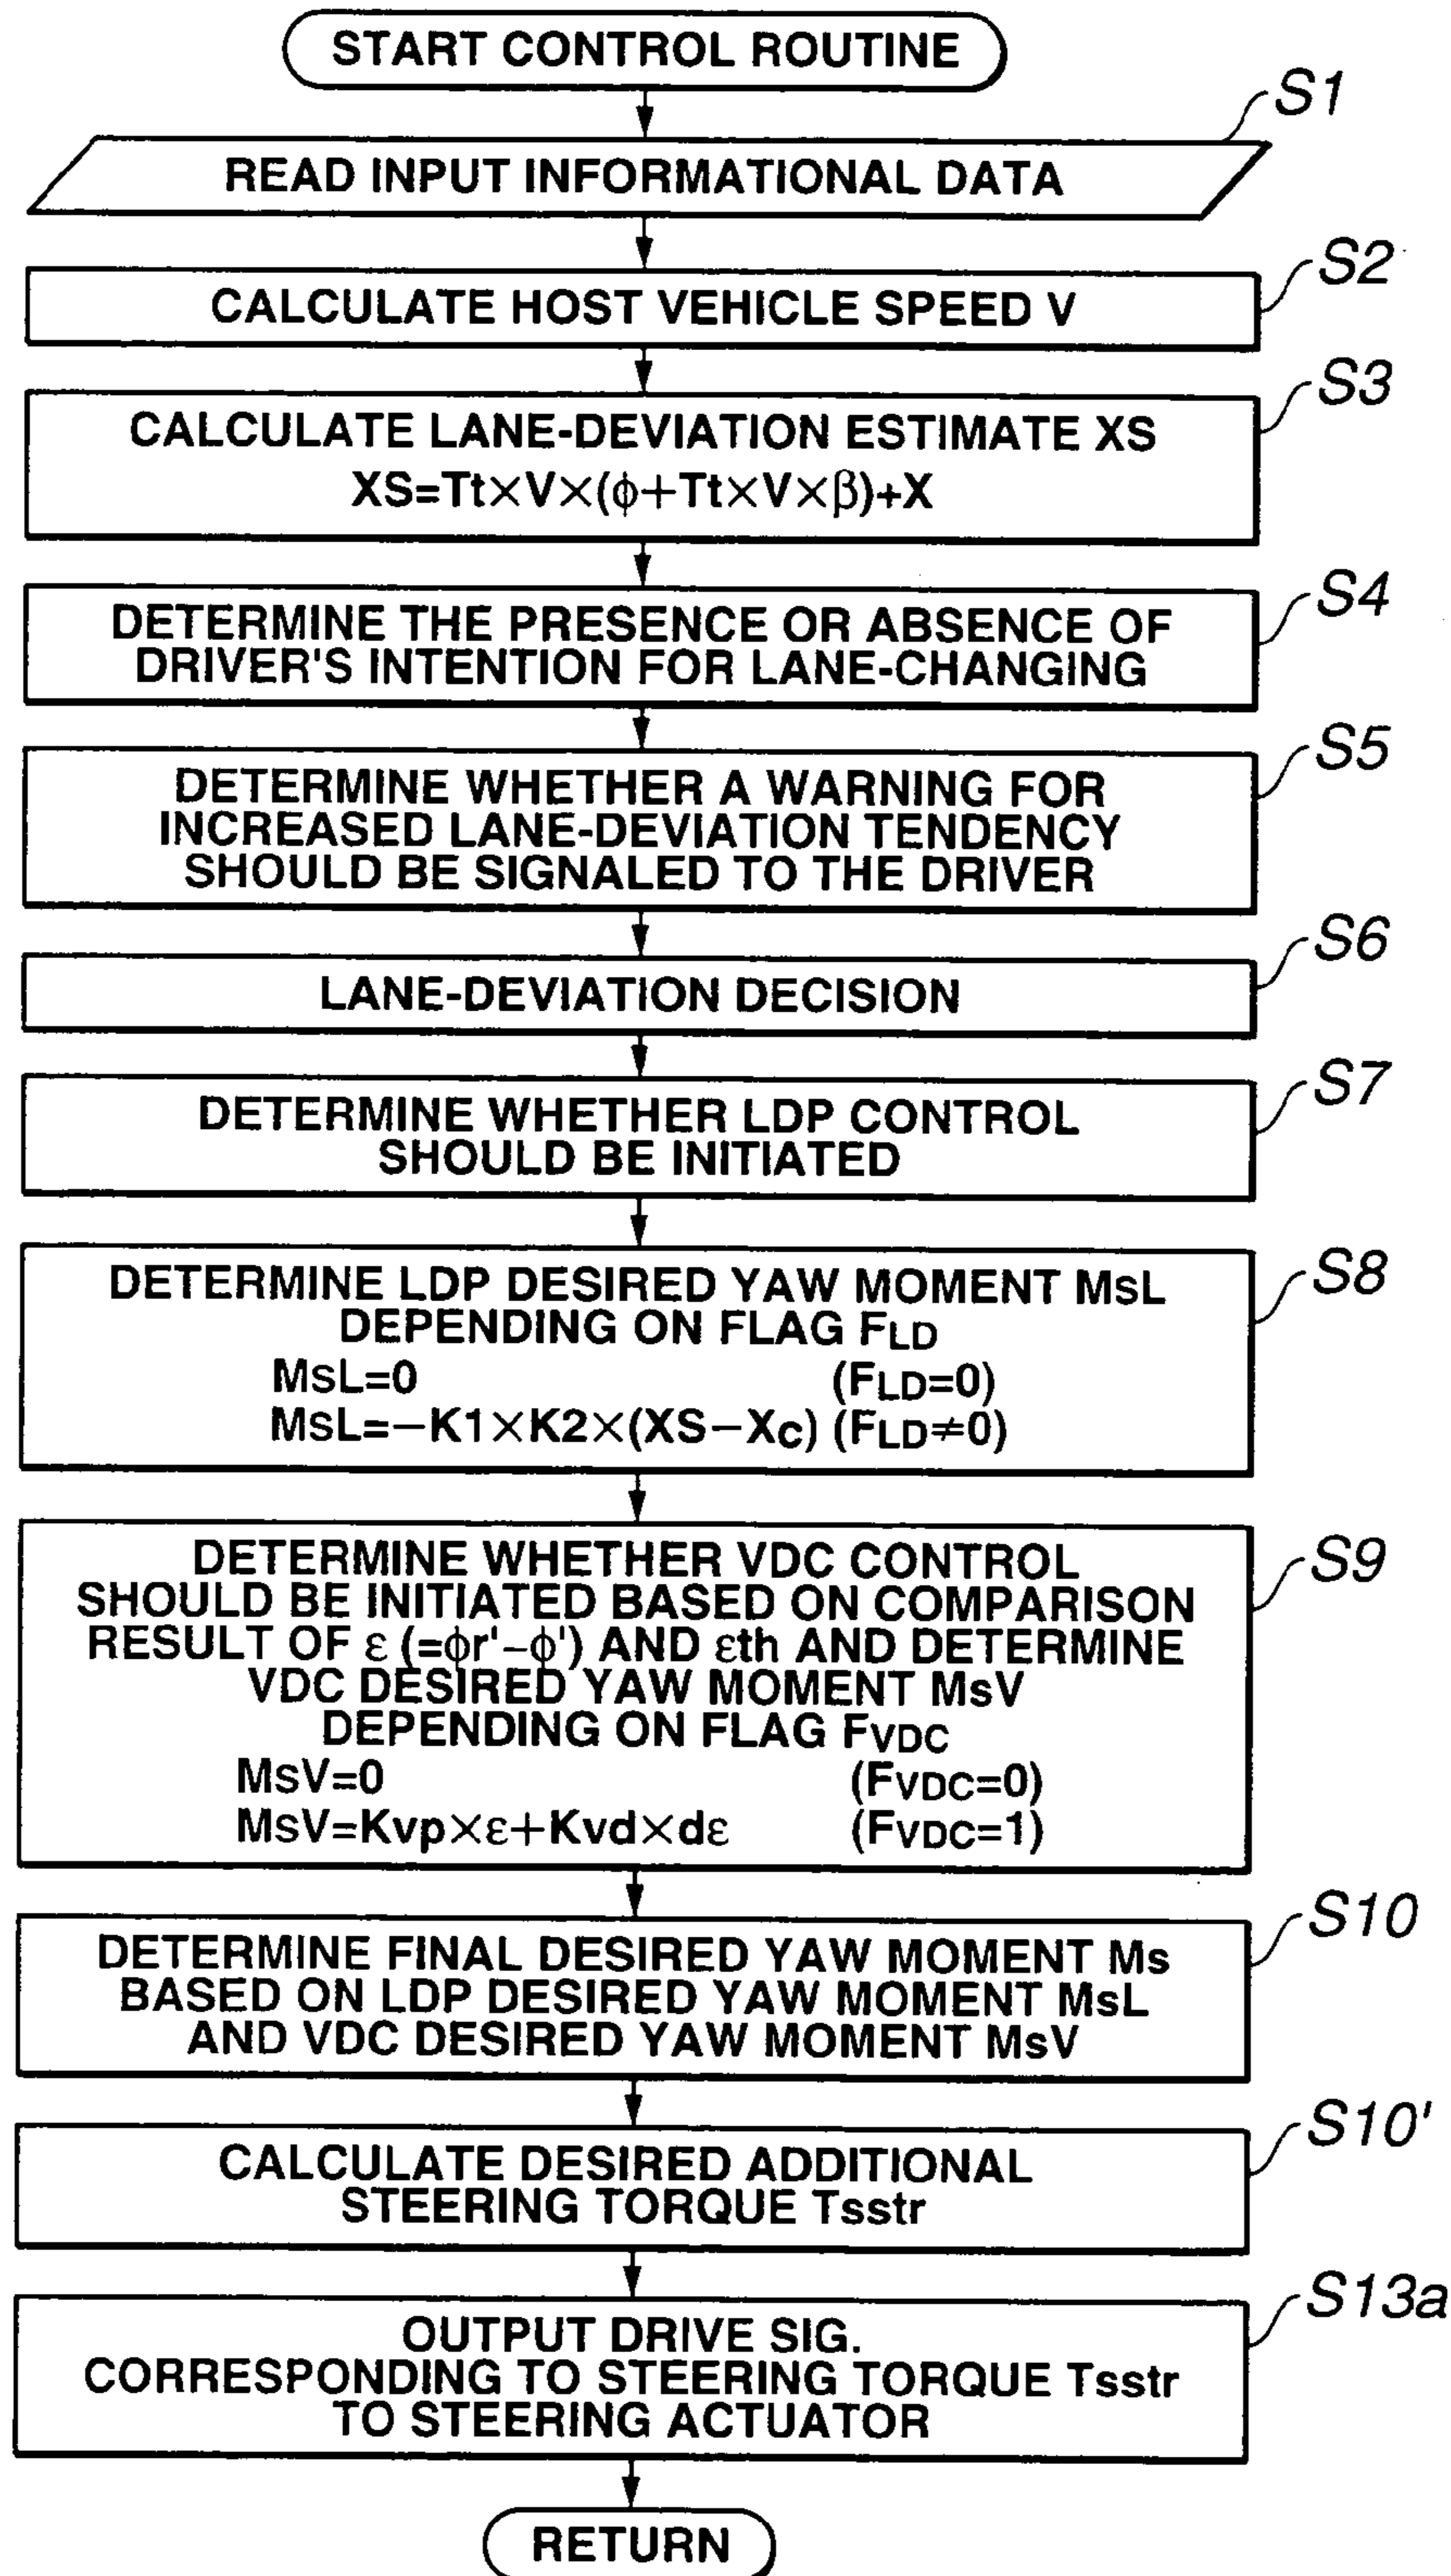 START CONTROL ROUTINE
S1
READ INPUT INFORMATIONAL DATA
S2
CALCULATE HOST VEHICLE SPEED V
S3
CALCULATE LANE-DEVIATION ESTIMATE XS
XS=Tt×V×(ϕ+Tt×V×β)+X
S4
DETERMINE THE PRESENCE OR ABSENCE OF
DRIVER'S INTENTION FOR LANE-CHANGING
S5
DETERMINE WHETHER A WARNING FOR
INCREASED LANE-DEVIATION TENDENCY
SHOULD BE SIGNALED TO THE DRIVER
S6
LANE-DEVIATION DECISION
S7
DETERMINE WHETHER LDP CONTROL
SHOULD BE INITIATED
S8
DETERMINE LDP DESIRED YAW MOMENT MsL
DEPENDING ON FLAG FLD
MsL=0 (FLD=0)
MsL=−K1×K2×(XS−Xc) (FLD≠0)
S9
DETERMINE WHETHER VDC CONTROL
SHOULD BE INITIATED BASED ON COMPARISON
RESULT OF ε (=ϕr'−ϕ') AND εth AND DETERMINE
VDC DESIRED YAW MOMENT MsV
DEPENDING ON FLAG FVDC
MsV=0 (FVDC=0)
MsV=Kvp×ε+Kvd×dε (FVDC=1)
S10
DETERMINE FINAL DESIRED YAW MOMENT Ms
BASED ON LDP DESIRED YAW MOMENT MsL
AND VDC DESIRED YAW MOMENT MsV
S10'
CALCULATE DESIRED ADDITIONAL
STEERING TORQUE Tsstr
S13a
OUTPUT DRIVE SIG.
CORRESPONDING TO STEERING TORQUE Tsstr
TO STEERING ACTUATOR
RETURN